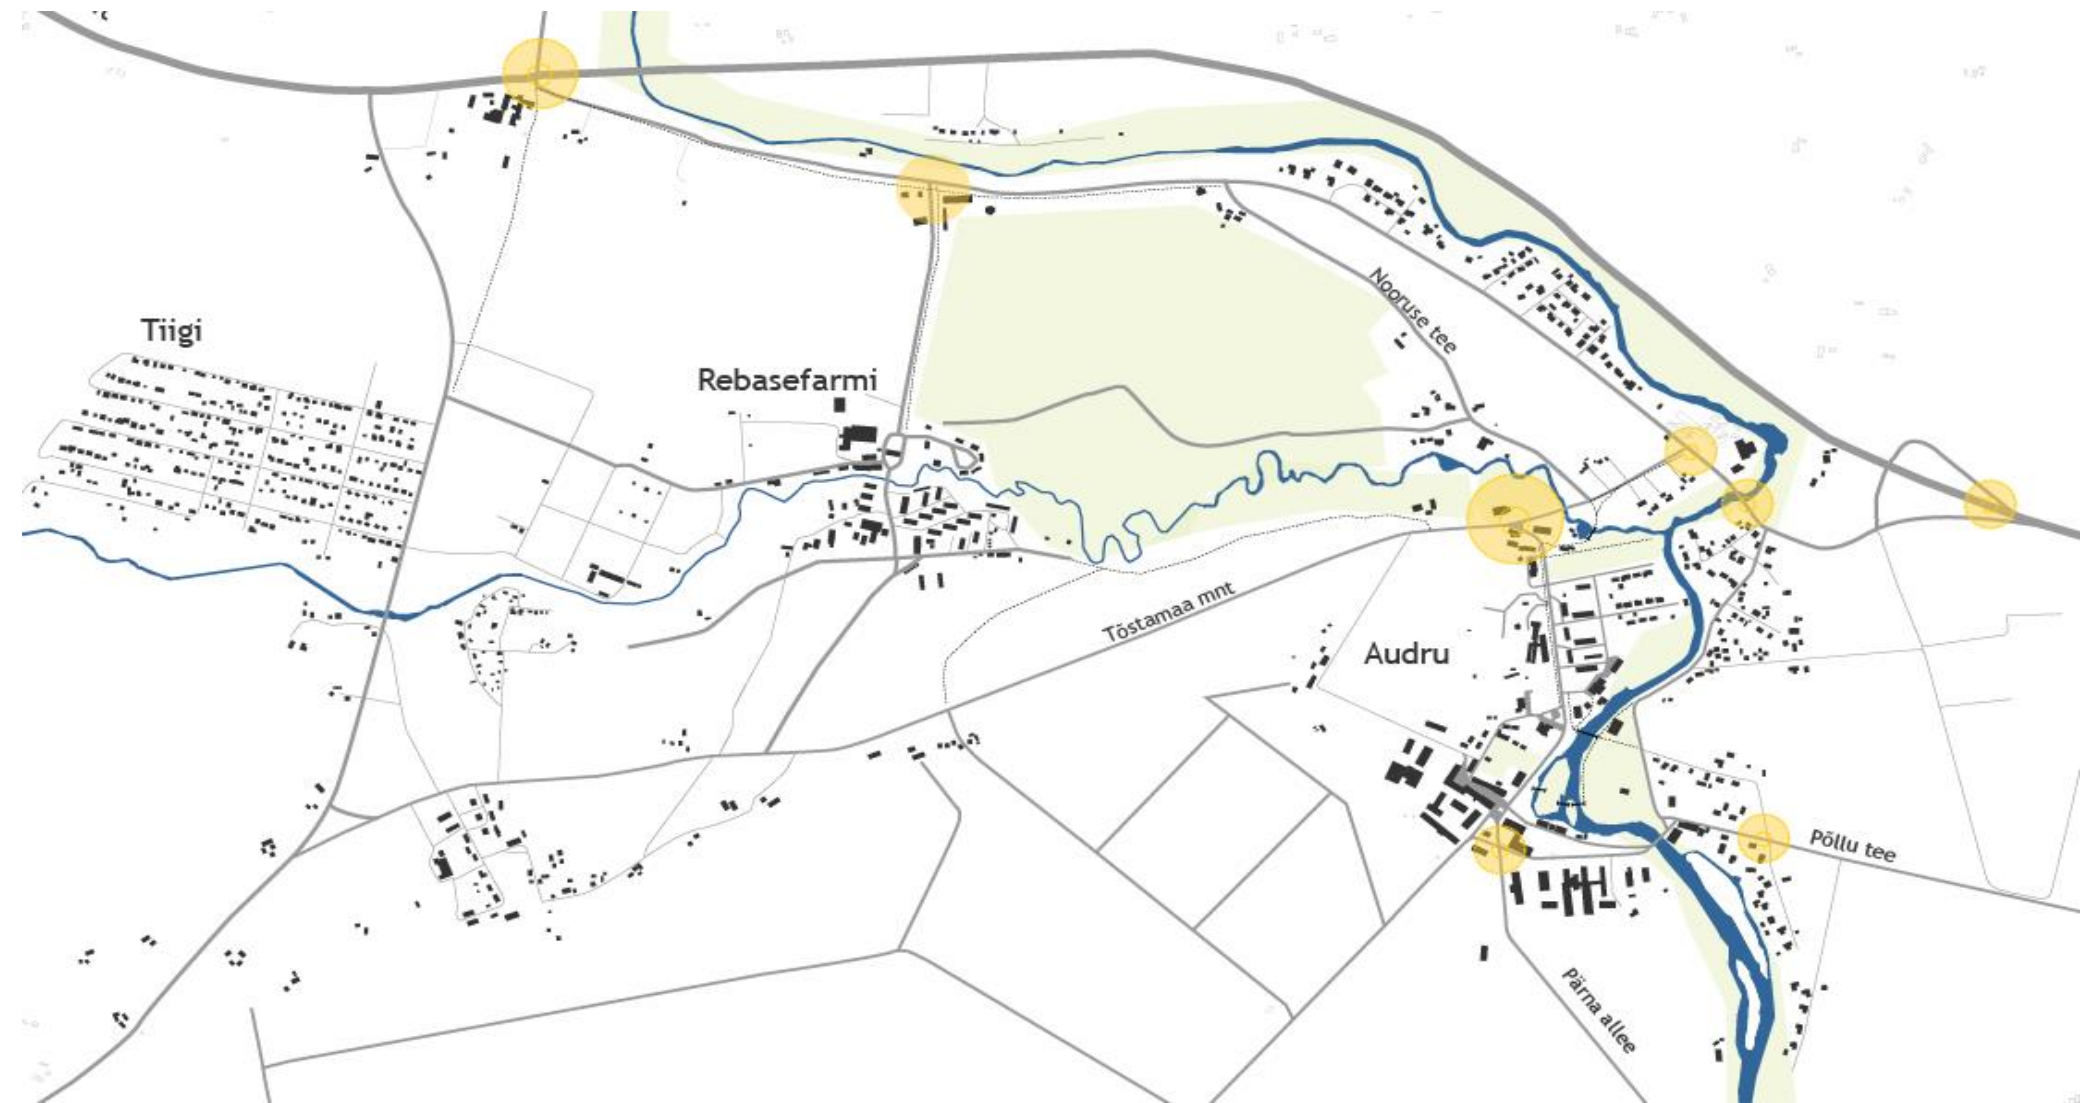 Nooruse tee
Tiigi
Rebasefarmi
Tõstamaa mnt
Audru
Põllu tee
Pärna allee